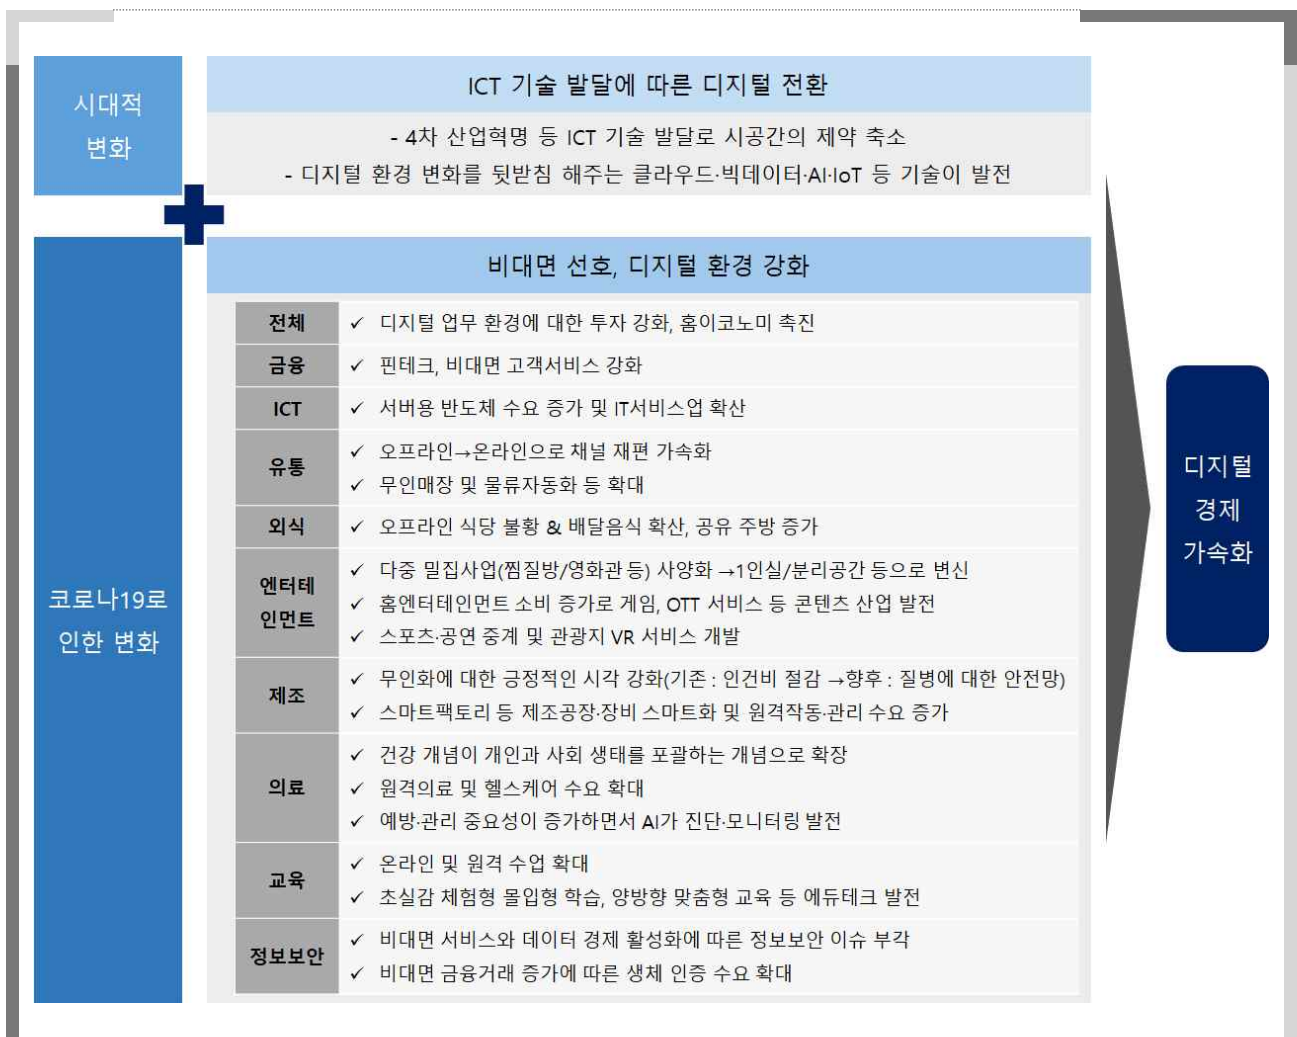 시대적
변화
ICT 기술 발달에 따른 디지털 전환
- 4차 산업혁명 등 ICT 기술 발달로 시공간의 제약 축소
- 디지털 환경 변화를 뒷받침 해주는 클라우드·빅데이터·AI·IoT 등 기술이 발전
코로나19로
인한 변화
비대면 선호, 디지털 환경 강화
전체
✓ 디지털 업무 환경에 대한 투자 강화, 홈이코노미 촉진
금융
✓ 핀테크, 비대면 고객서비스 강화
ICT
✓ 서버용 반도체 수요 증가 및 IT서비스업 확산
유통
✓ 오프라인→온라인으로 채널 재편 가속화
✓ 무인매장 및 물류자동화 등 확대
외식
✓ 오프라인 식당 불황 & 배달음식 확산, 공유 주방 증가
엔터테
인먼트
✓ 다중 밀집사업(찜질방/영화관 등) 사양화 →1인실/분리공간 등으로 변신
✓ 홈엔터테인먼트 소비 증가로 게임, OTT 서비스 등 콘텐츠 산업 발전
✓ 스포츠·공연 중계 및 관광지 VR 서비스 개발
제조
✓ 무인화에 대한 긍정적인 시각 강화(기존 : 인건비 절감 →향후 : 질병에 대한 안전망)
✓ 스마트팩토리 등 제조공장·장비 스마트화 및 원격작동·관리 수요 증가
의료
✓ 건강 개념이 개인과 사회 생태를 포괄하는 개념으로 확장
✓ 원격의료 및 헬스케어 수요 확대
✓ 예방·관리 중요성이 증가하면서 AI가 진단·모니터링 발전
교육
✓ 온라인 및 원격 수업 확대
✓ 초실감 체험형 몰입형 학습, 양방향 맞춤형 교육 등 에듀테크 발전
정보보안
✓ 비대면 서비스와 데이터 경제 활성화에 따른 정보보안 이슈 부각
✓ 비대면 금융거래 증가에 따른 생체 인증 수요 확대
디지털
경제
가속화